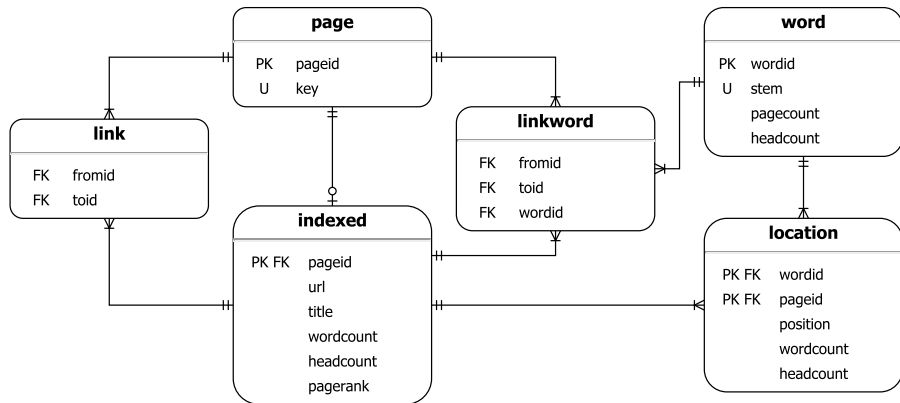 page
PK pageid
U key
word
PK wordid
U stem
pagecount
headcount
link
FK fromid
FK toid
linkword
FK fromid
FK toid
FK wordid
indexed
PK FK pageid
url
title
wordcount
headcount
pagerank
location
PK FK wordid
PK FK pageid
position
wordcount
headcount